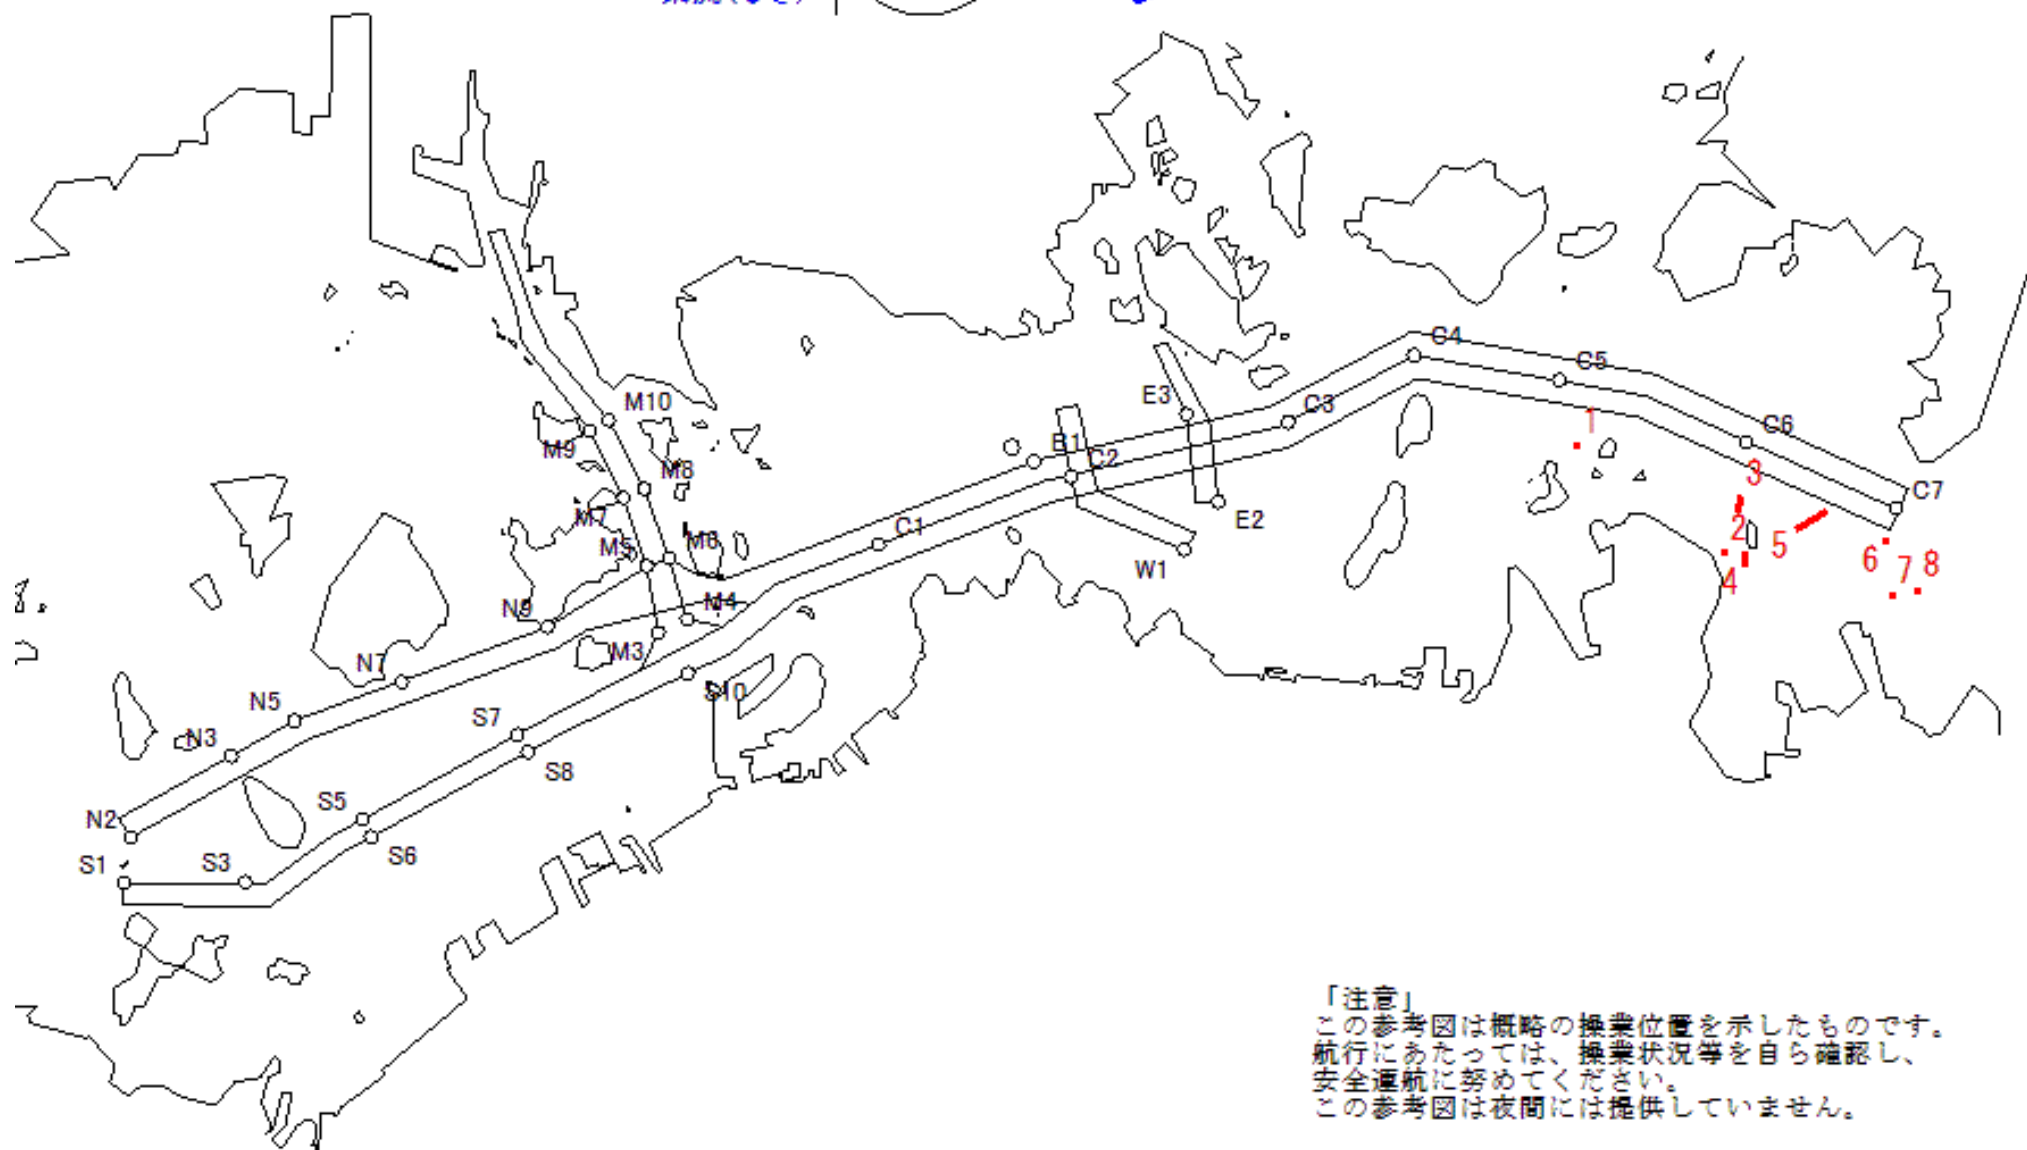 C4
C5
M10
E3
C3
1
C6
M9
B1
C2
3
M8
C7
M7
E2
C1
2
5
M5
M6
6
W1
7
8
4
N9
M4
M3
N7
S10
N5
S7
N3
S8
S5
N2
S6
S1
S3
「注意」
この参考図は概略の操業位置を示したものです。
航行にあたっては、操業状況等を自ら確認し、
安全運航に努めてください。
この参考図は夜間には提供していません。